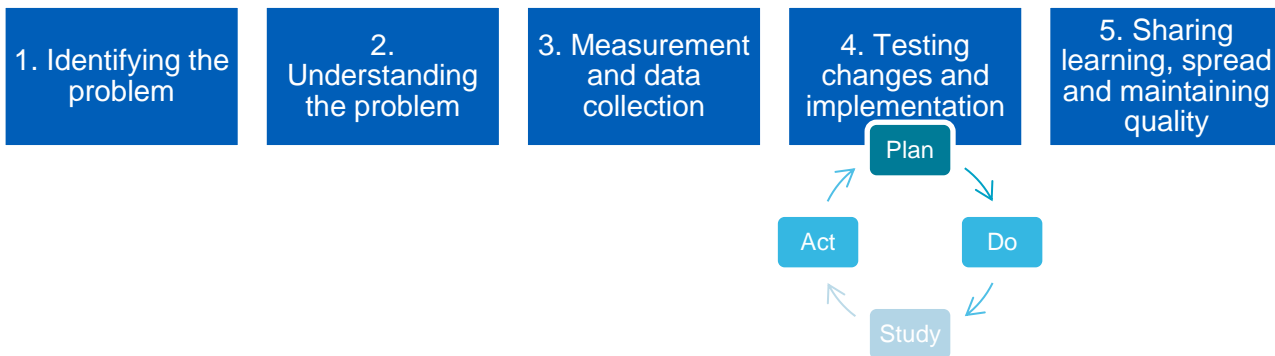 1. Identifying the
problem
2.
Understanding
the problem
3. Measurement
and data
collection
4. Testing
changes and
implementation
5. Sharing
learning, spread
and maintaining
quality
Plan
Act
Do
Study